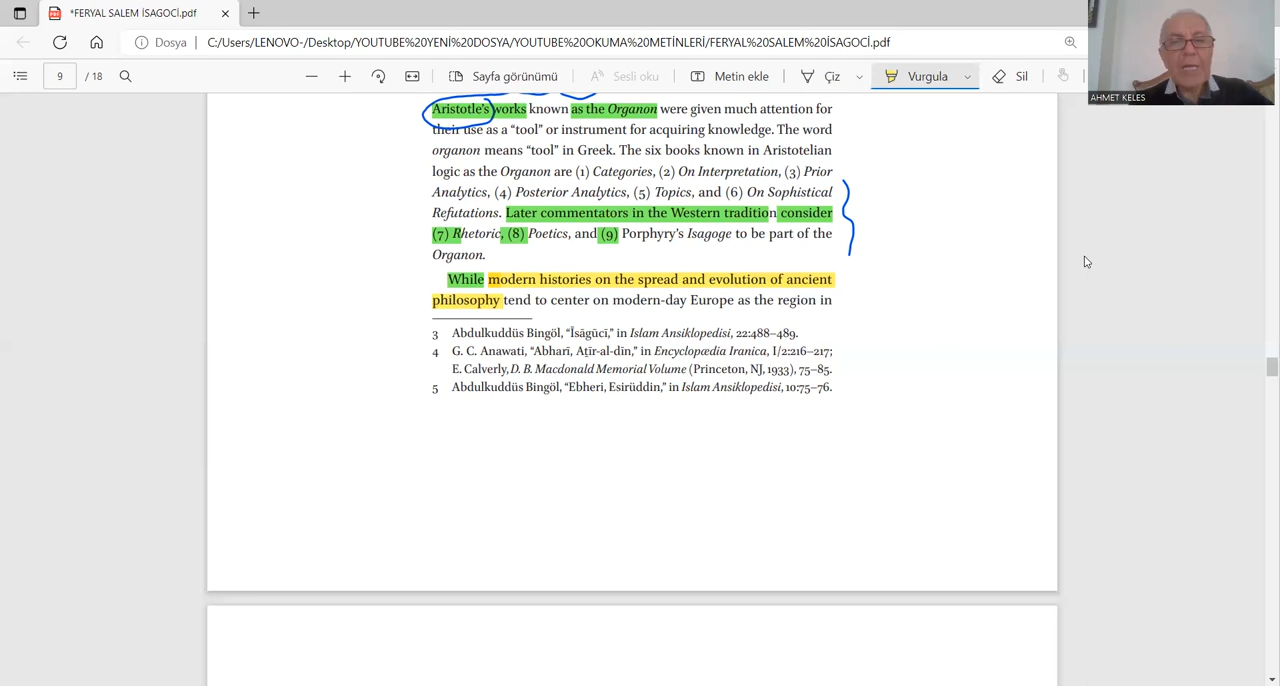 *FERYAL SALEM İSAGOCİ.pdf
Dosya C:/Users/LENOVO-/Desktop/YOUTUBE%20YENİ%20DOSYA/YOUTUBE%20OKUMA%20METİNLERİ/FERYAL%20SALEM%20İSAGOCİ.pdf
9 / 18 Sayfa görünümü Sesli oku Metin ekle Çiz Vurgula Sil
AHMET KELES
Aristotle's works known as the Organon were given much attention for
their use as a “tool” or instrument for acquiring knowledge. The word
organon means “tool” in Greek. The six books known in Aristotelian
logic as the Organon are (1) Categories, (2) On Interpretation, (3) Prior
Analytics, (4) Posterior Analytics, (5) Topics, and (6) On Sophistical
Refutations. Later commentators in the Western tradition consider
(7) Rhetoric, (8) Poetics, and (9) Porphyry's Isagoge to be part of the
Organon.
While modern histories on the spread and evolution of ancient
philosophy tend to center on modern-day Europe as the region in
3 Abdulkuddüs Bingöl, “Īsāgūcī,” in Islam Ansiklopedisi, 22:488–489.
4 G. C. Anawati, “Abharī, Aṯīr-al-dīn,” in Encyclopædia Iranica, I/2:216–217;
E. Calverly, D. B. Macdonald Memorial Volume (Princeton, NJ, 1933), 75–85.
5 Abdulkuddüs Bingöl, “Ebheri, Esirüddin,” in Islam Ansiklopedisi, 10:75–76.